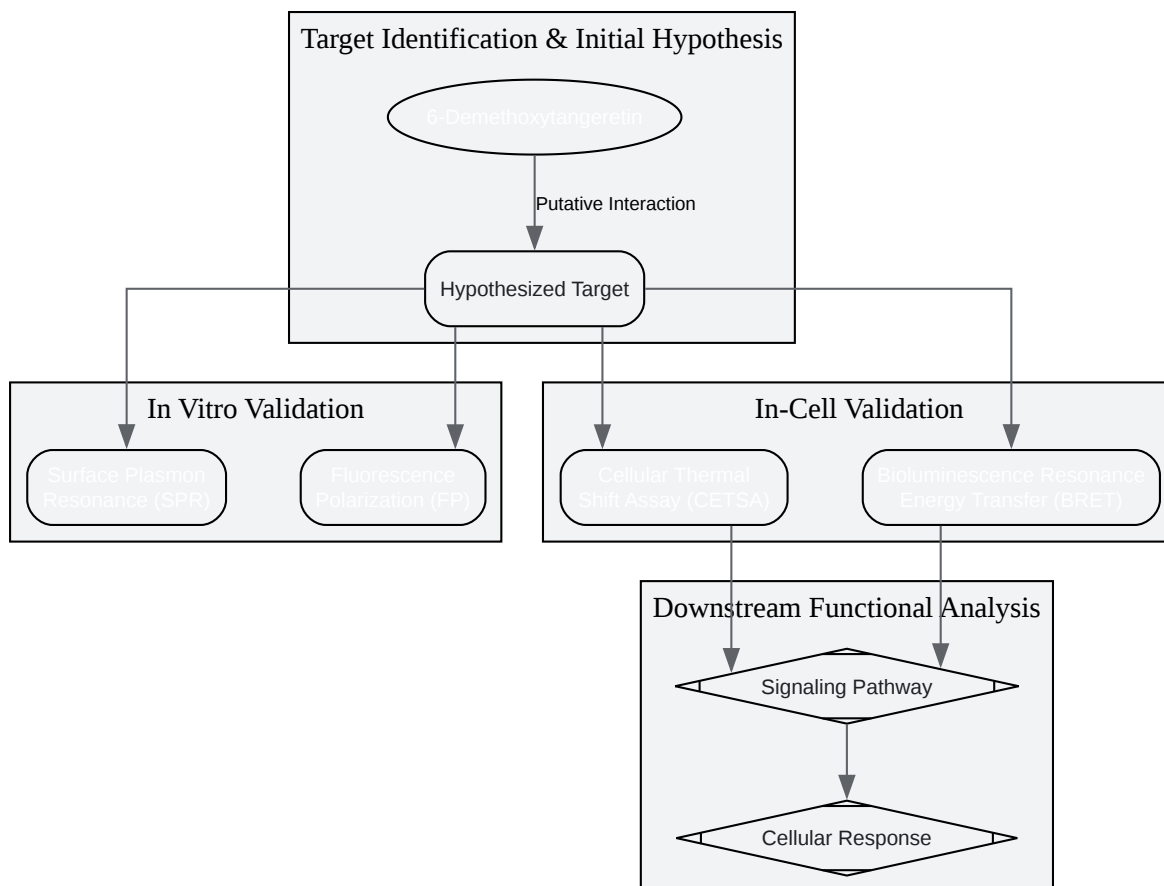 Target Identification & Initial Hypothesis
6-Demethoxytangeretin
Putative Interaction
Hypothesized Target
In Vitro Validation
Surface Plasmon
Resonance (SPR)
Fluorescence
Polarization (FP)
In-Cell Validation
Cellular Thermal
Shift Assay (CETSA)
Bioluminescence Resonance
Energy Transfer (BRET)
Downstream Functional Analysis
Signaling Pathway
Cellular Response